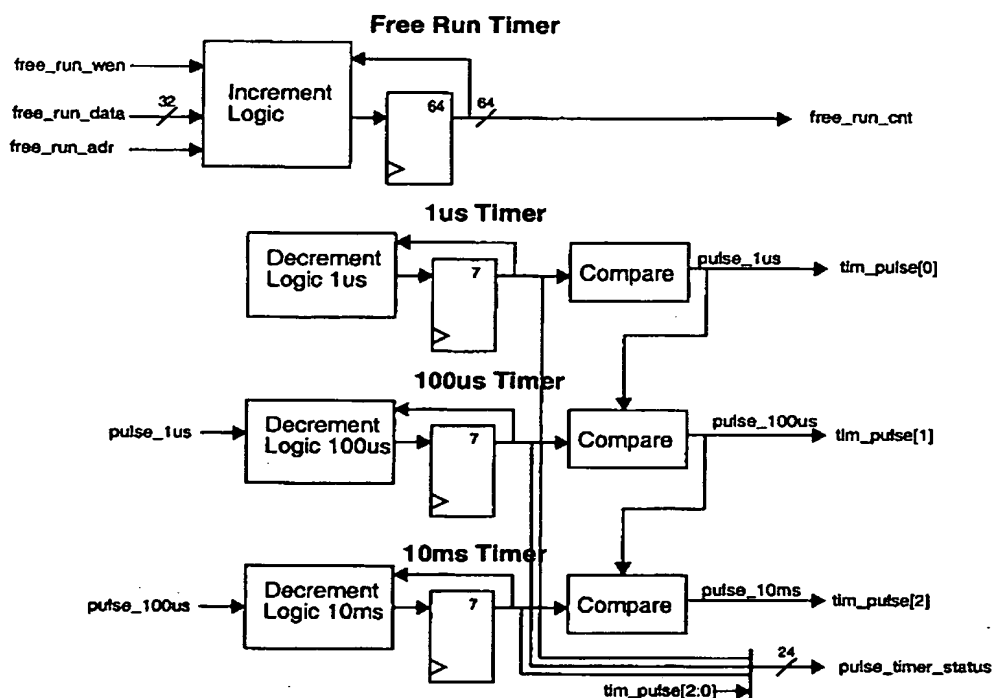 Free Run Timer
free_run_wen
free_run_data
32
free_run_adr
Increment
Logic
64
64
free_run_cnt
1us Timer
Decrement
Logic 1us
7
Compare
pulse_1us
tim_pulse[0]
100us Timer
pulse_1us
Decrement
Logic 100us
7
Compare
pulse_100us
tim_pulse[1]
10ms Timer
pulse_100us
Decrement
Logic 10ms
7
Compare
pulse_10ms
tim_pulse[2]
24
pulse_timer_status
tim_pulse[2:0]